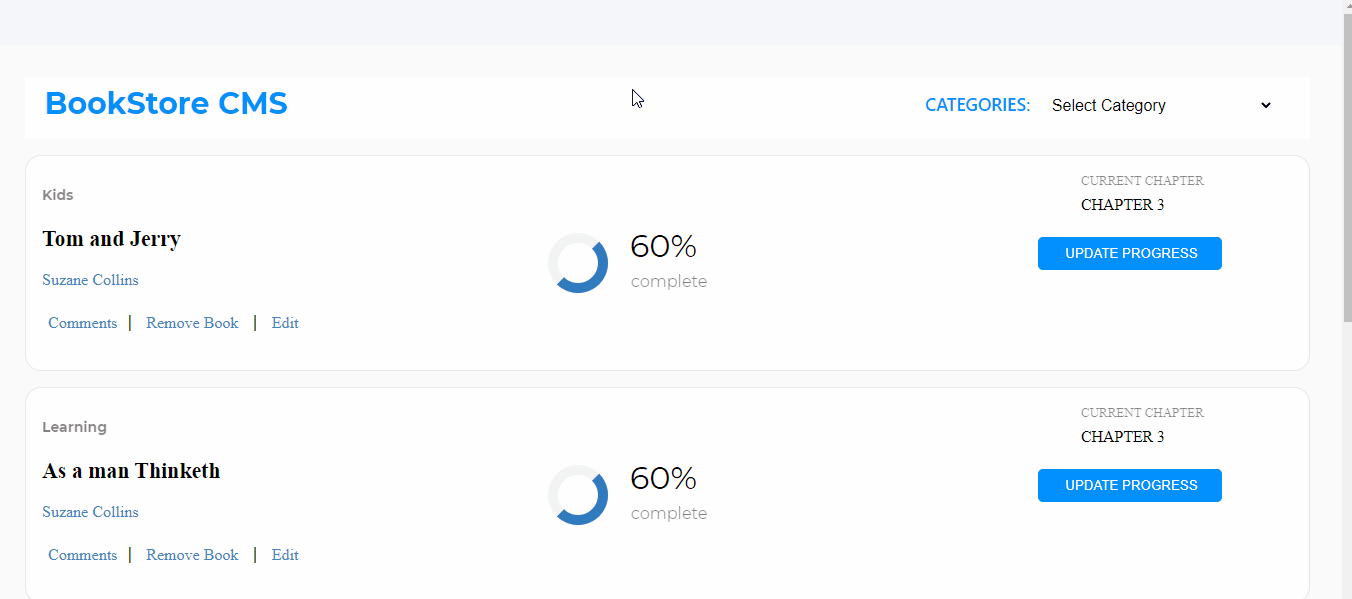 BookStore CMS
CATEGORIES: Select Category
Kids
Tom and Jerry
Suzane Collins
Comments | Remove Book | Edit
60%
complete
CURRENT CHAPTER
CHAPTER 3
UPDATE PROGRESS
Learning
As a man Thinketh
Suzane Collins
Comments | Remove Book | Edit
60%
complete
CURRENT CHAPTER
CHAPTER 3
UPDATE PROGRESS